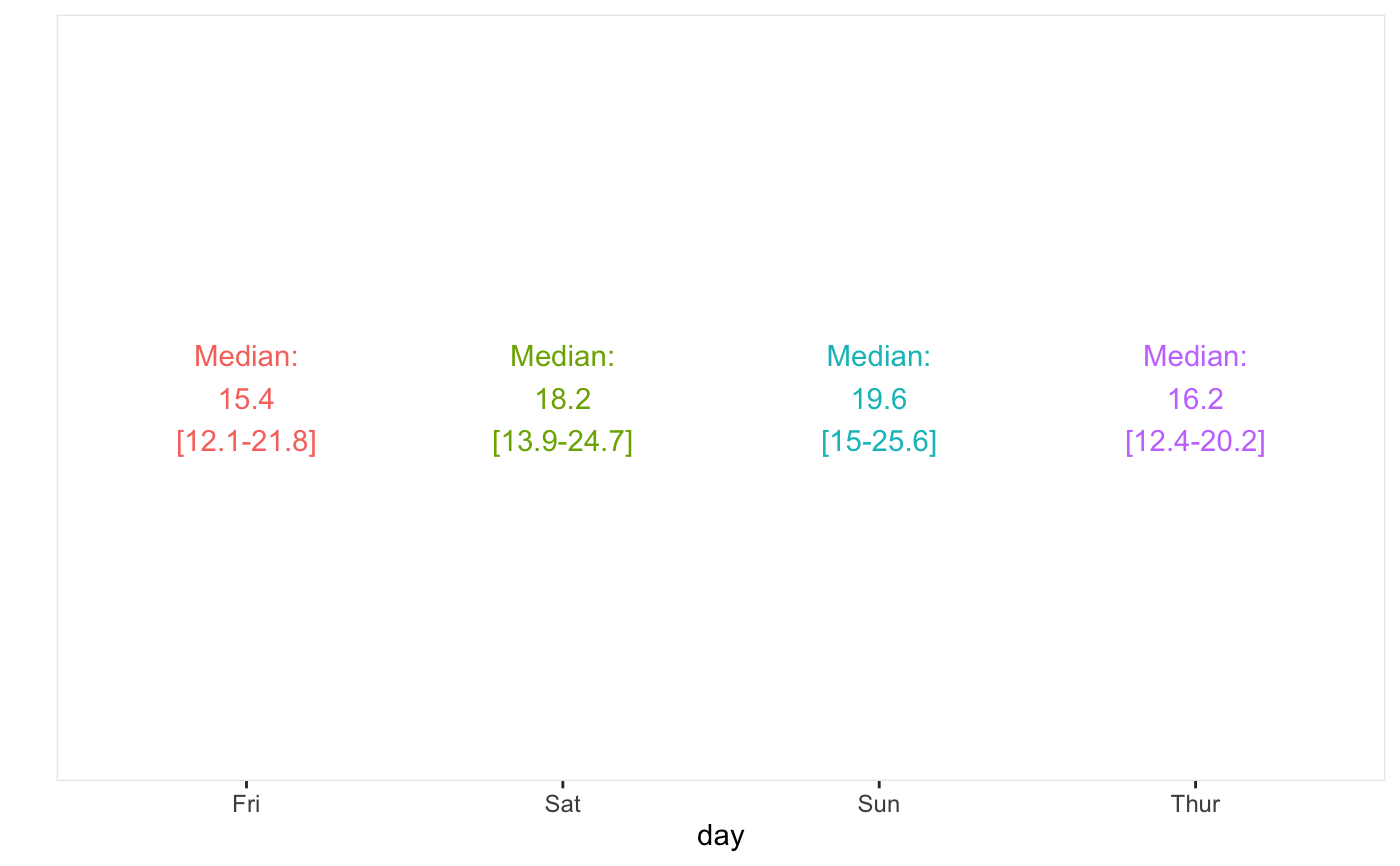 Median: Median: Median: Median:
15.4 18.2 19.6 16.2
[12.1-21.8] [13.9-24.7] [15-25.6] [12.4-20.2]
Fri Sat Sun Thur
day